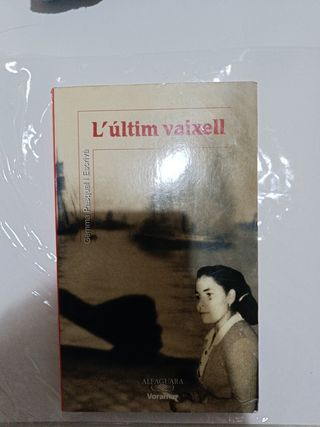 L'últim vaixell
Gemma Pasqual i Escrivà
ALFAGUARA
Voramar